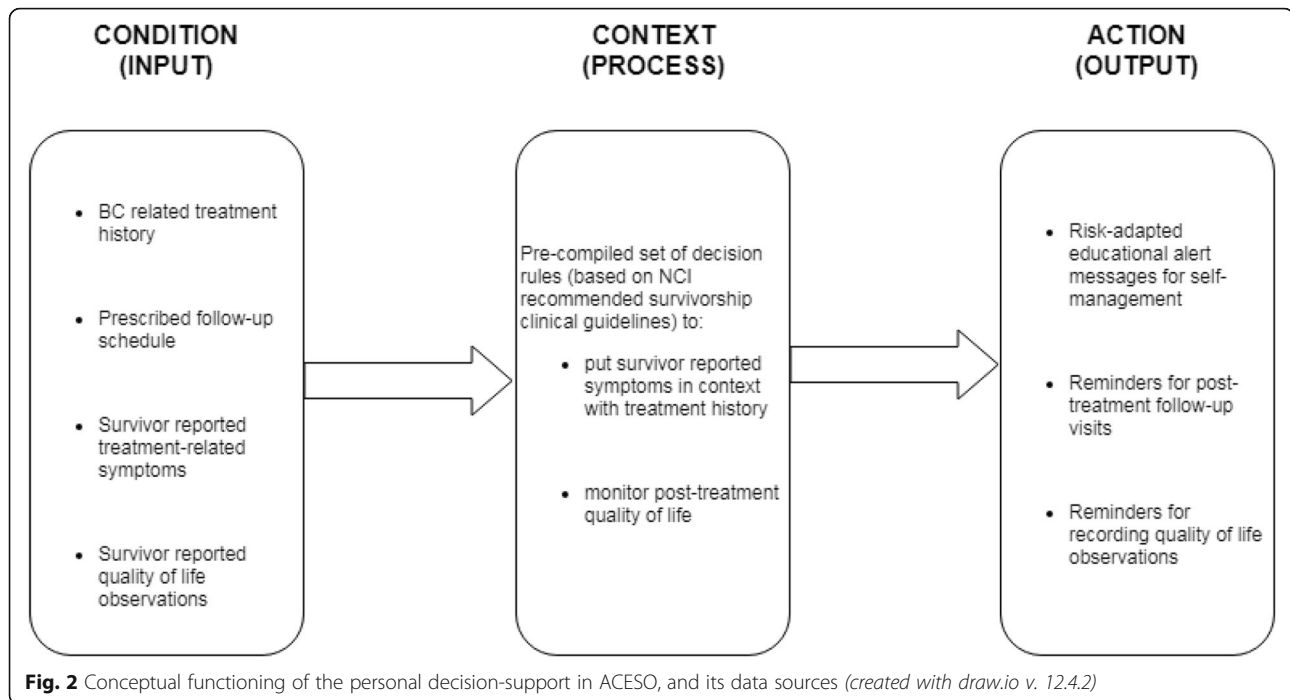 CONDITION
(INPUT)
CONTEXT
(PROCESS)
ACTION
(OUTPUT)
• BC related treatment
history
• Prescribed follow-up
schedule
• Survivor reported
treatment-related
symptoms
• Survivor reported
quality of life
observations
Pre-compiled set of decision
rules (based on NCI
recommended survivorship
clinical guidelines) to:
• put survivor reported
symptoms in context
with treatment history
• monitor post-treatment
quality of life
• Risk-adapted
educational alert
messages for self-
management
• Reminders for post-
treatment follow-up
visits
• Reminders for
recording quality of life
observations
Fig. 2 Conceptual functioning of the personal decision-support in ACESO, and its data sources (created with draw.io v. 12.4.2)